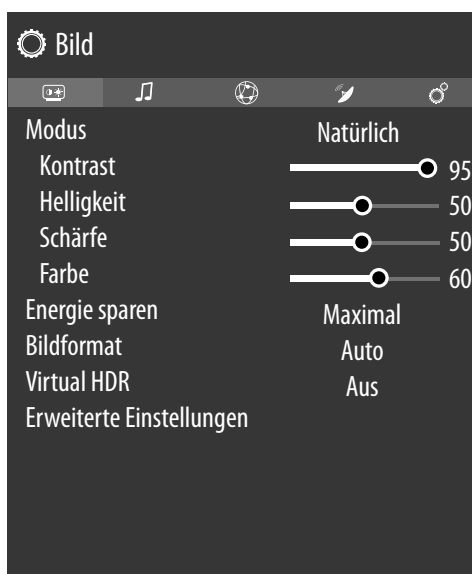 Bild
Modus Natürlich
Kontrast 95
Helligkeit 50
Schärfe 50
Farbe 60
Energie sparen Maximal
Bildformat Auto
Virtual HDR Aus
Erweiterte Einstellungen